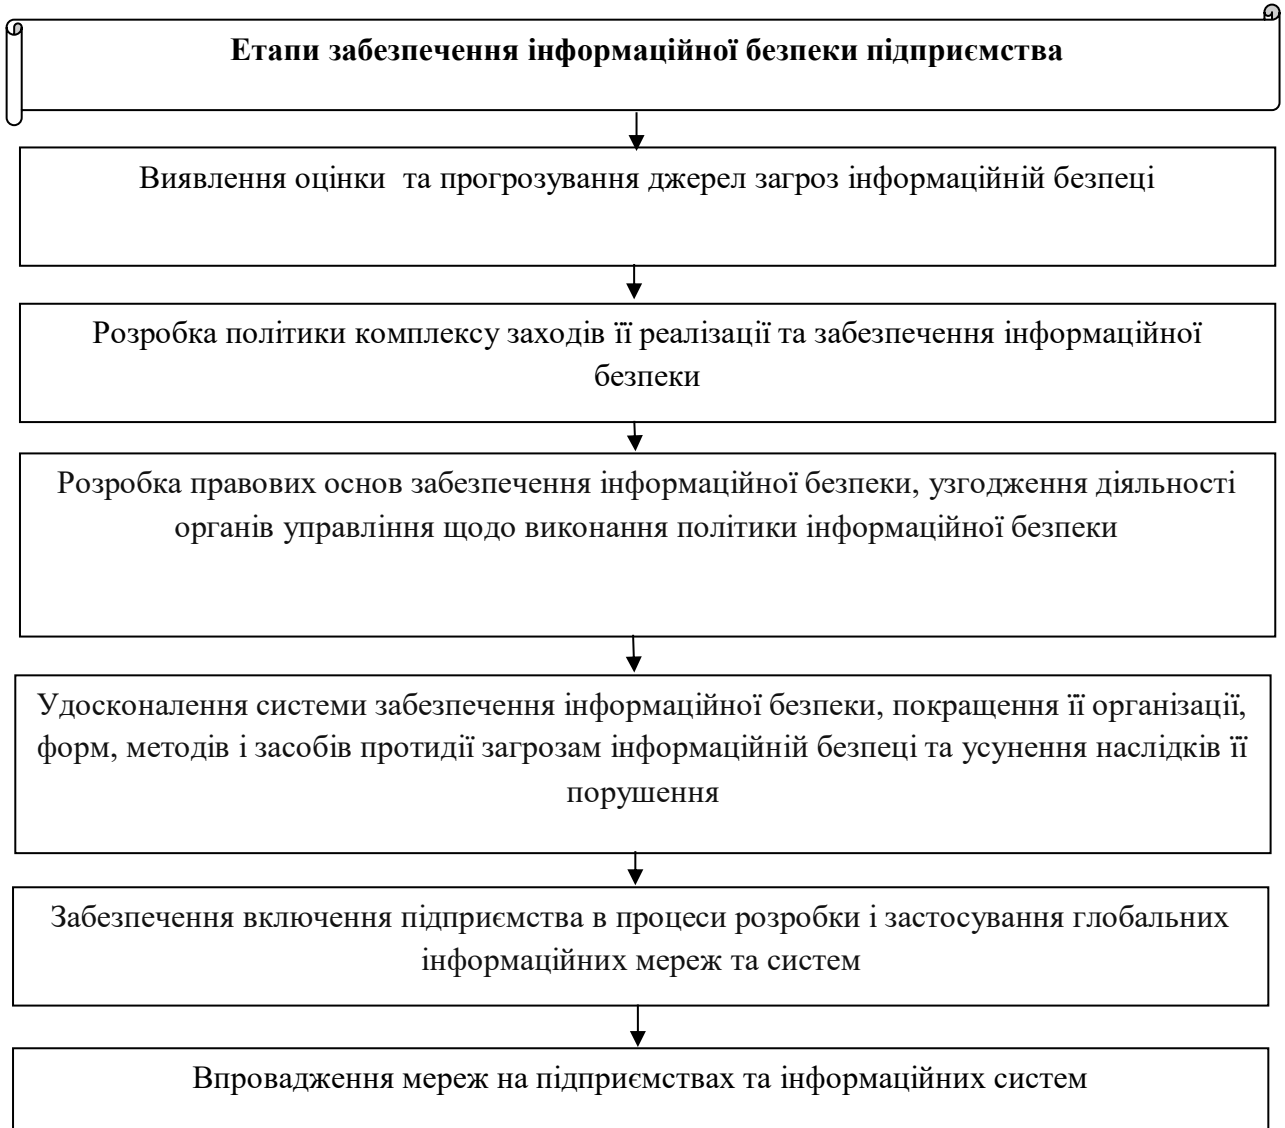 Етапи забезпечення інформаційної безпеки підприємства
Виявлення оцінки та прогрозування джерел загроз інформаційній безпеці
Розробка політики комплексу заходів її реалізації та забезпечення інформаційної
безпеки
Розробка правових основ забезпечення інформаційної безпеки, узгодження діяльності
органів управління щодо виконання політики інформаційної безпеки
Удосконалення системи забезпечення інформаційної безпеки, покращення її організації,
форм, методів і засобів протидії загрозам інформаційній безпеці та усунення наслідків її
порушення
Забезпечення включення підприємства в процеси розробки і застосування глобальних
інформаційних мереж та систем
Впровадження мереж на підприємствах та інформаційних систем